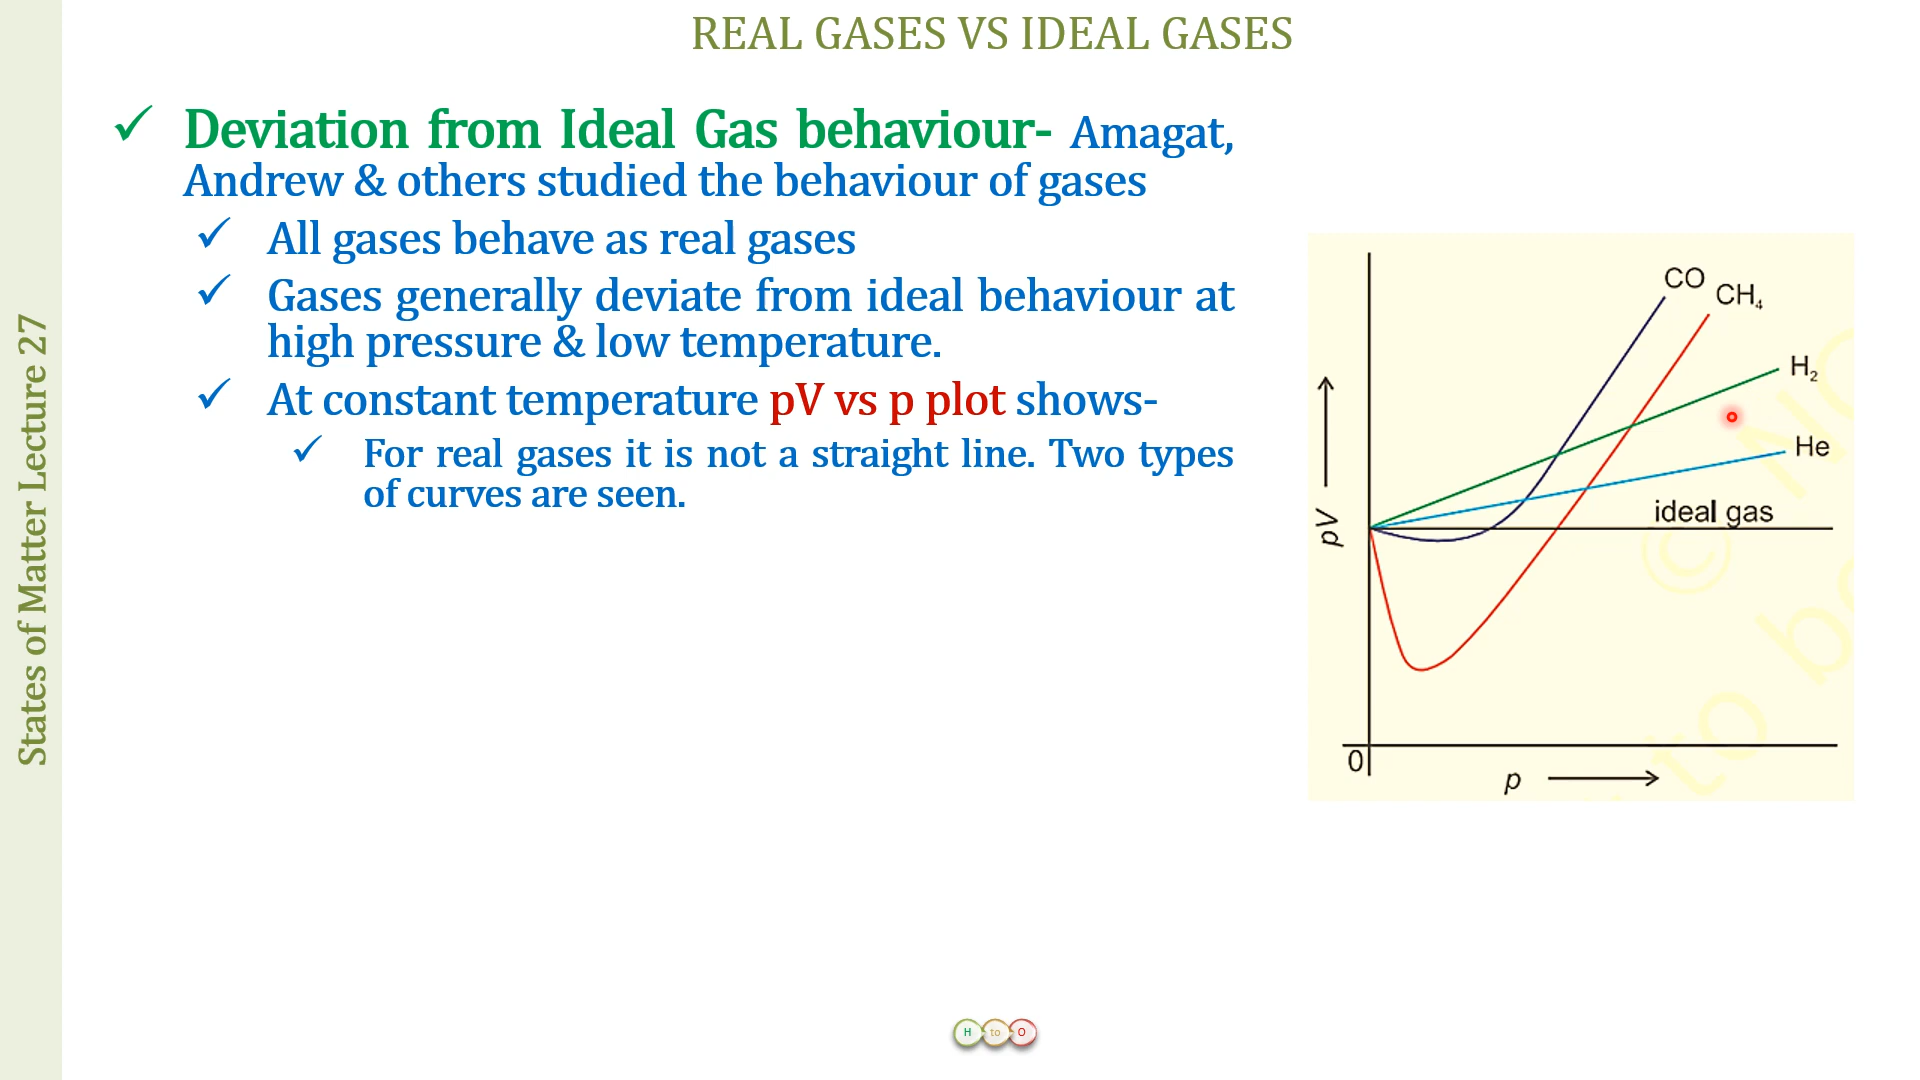 REAL GASES VS IDEAL GASES
States of Matter Lecture 27
✓ Deviation from Ideal Gas behaviour- Amagat,
Andrew & others studied the behaviour of gases
✓ All gases behave as real gases
✓ Gases generally deviate from ideal behaviour at
high pressure & low temperature.
✓ At constant temperature pV vs p plot shows-
✓ For real gases it is not a straight line. Two types
of curves are seen.
CO
CH₄
H₂
He
ideal gas
pV
0
p
H to O